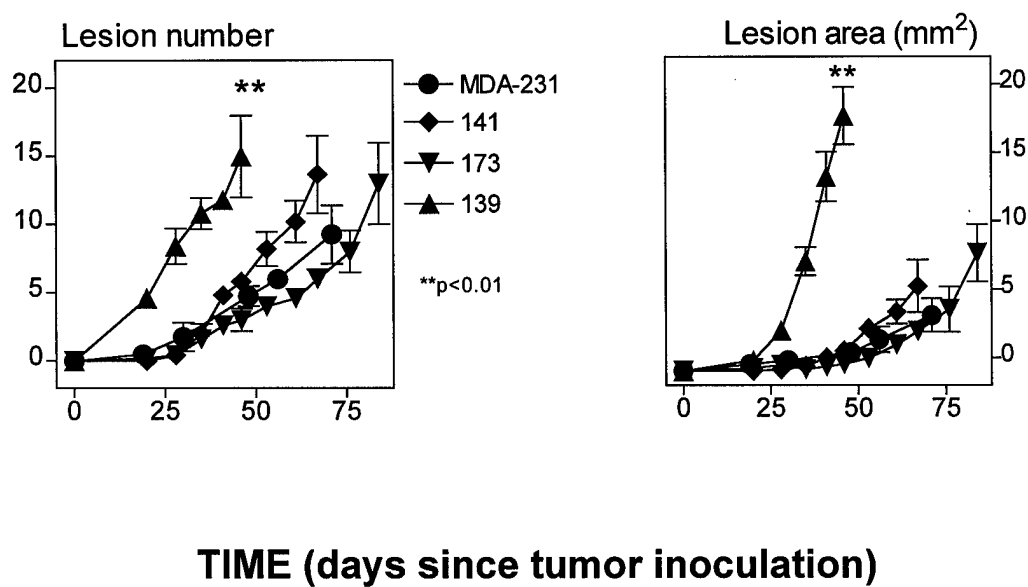 Lesion number
20
15
10
5
0
0 25 50 75
**
MDA-231
141
173
139
**p<0.01
Lesion area (mm²)
**
20
15
10
5
0
0 25 50 75
TIME (days since tumor inoculation)